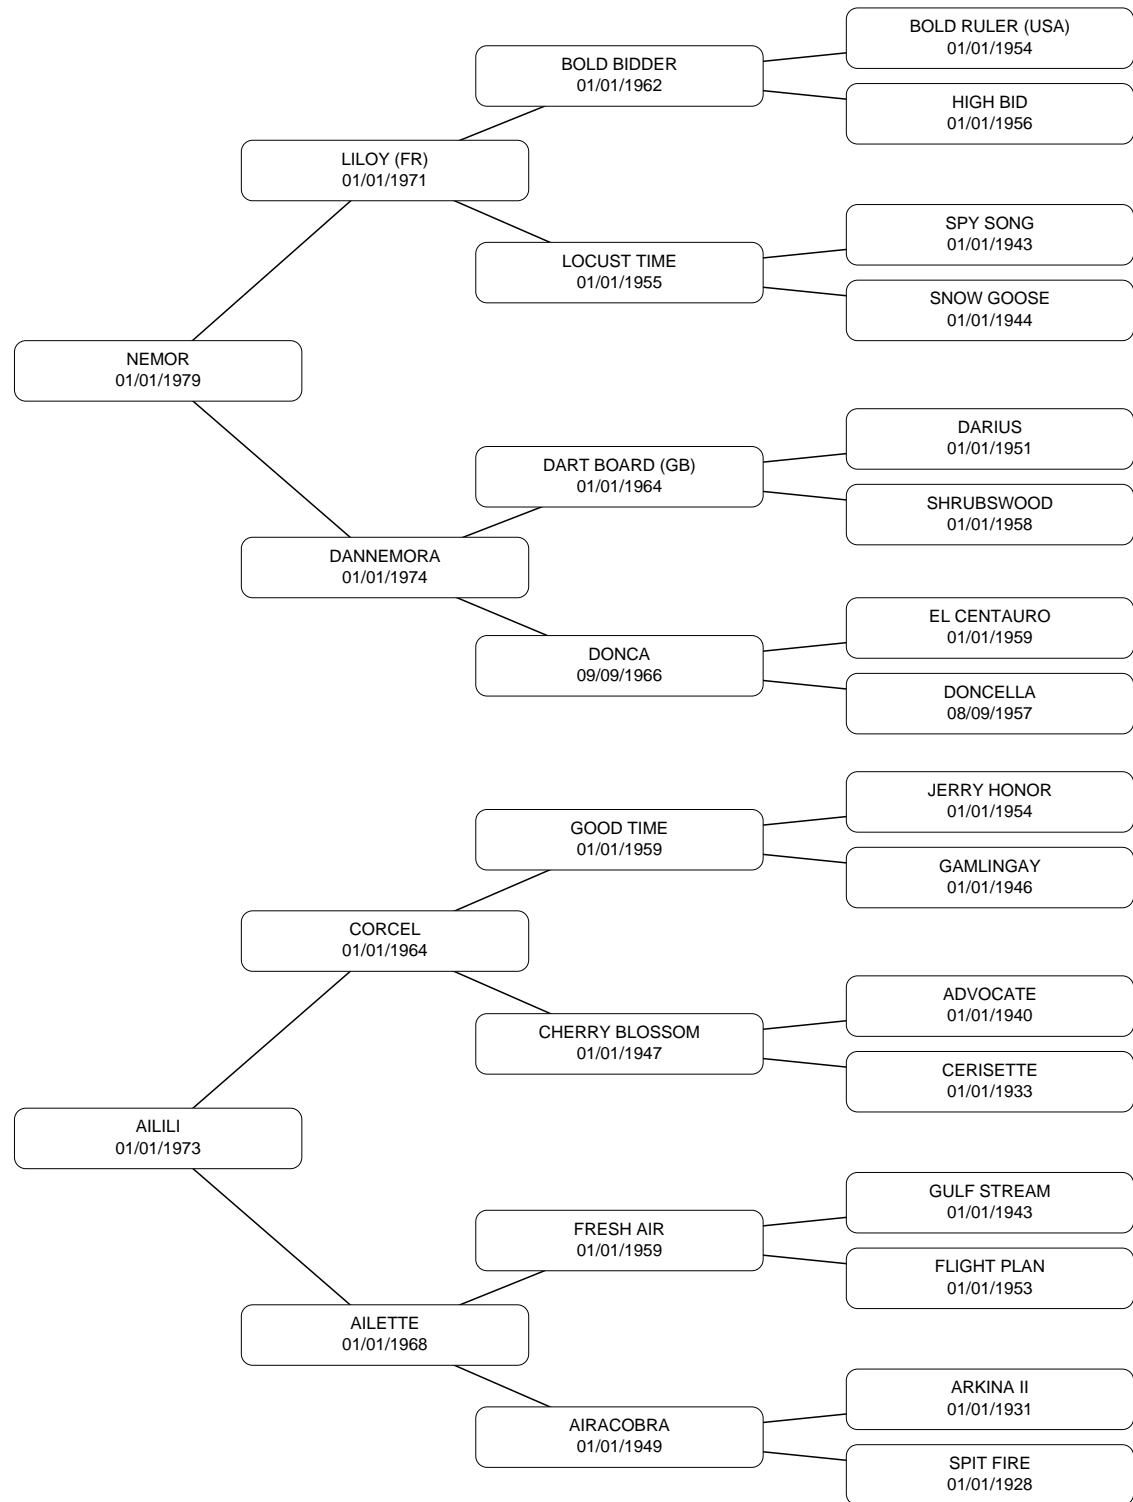 BOLD RULER (USA)
01/01/1954
BOLD BIDDER
01/01/1962
HIGH BID
01/01/1956
LILOY (FR)
01/01/1971
SPY SONG
01/01/1943
LOCUST TIME
01/01/1955
SNOW GOOSE
01/01/1944
NEMOR
01/01/1979
DARIUS
01/01/1951
DART BOARD (GB)
01/01/1964
SHRUBSWOOD
01/01/1958
DANNEMORA
01/01/1974
EL CENTAURO
01/01/1959
DONCA
09/09/1966
DONCELLA
08/09/1957
JERRY HONOR
01/01/1954
GOOD TIME
01/01/1959
GAMLINGAY
01/01/1946
CORCEL
01/01/1964
ADVOCATE
01/01/1940
CHERRY BLOSSOM
01/01/1947
CERISETTE
01/01/1933
AILILI
01/01/1973
GULF STREAM
01/01/1943
FRESH AIR
01/01/1959
FLIGHT PLAN
01/01/1953
AILETTE
01/01/1968
ARKINA II
01/01/1931
AIRACOBRA
01/01/1949
SPIT FIRE
01/01/1928